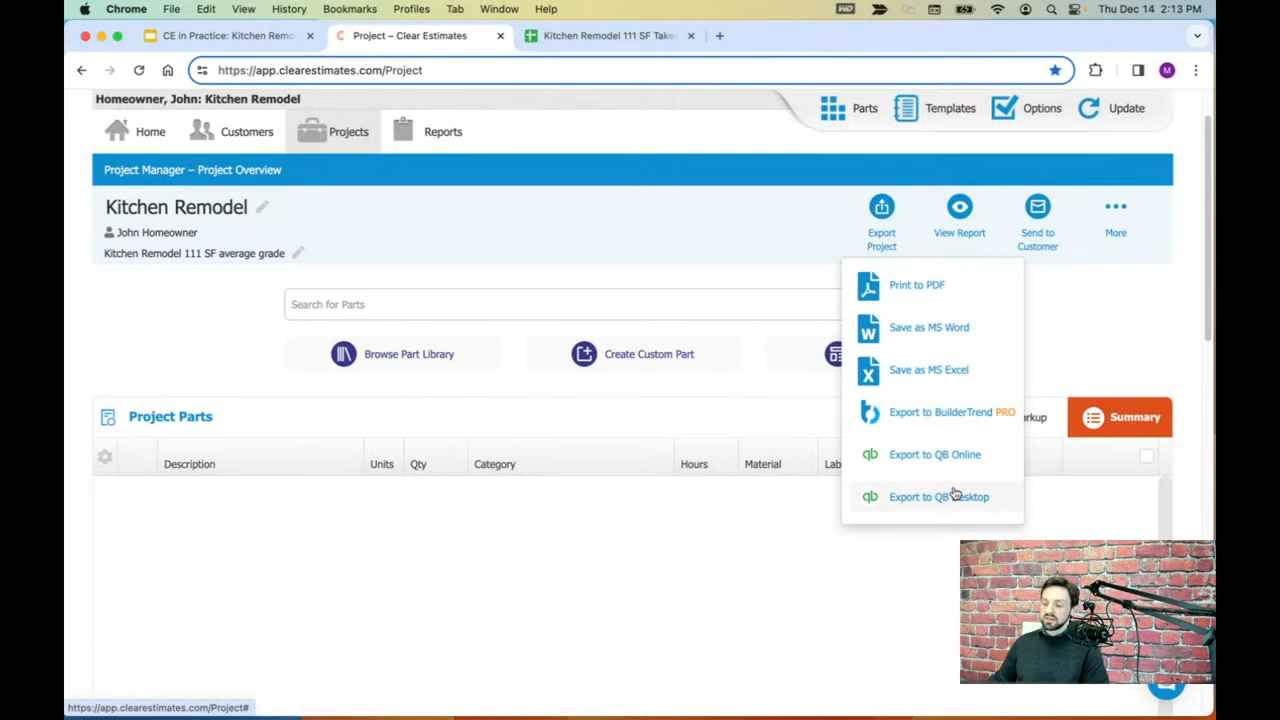 Chrome File Edit View History Bookmarks Profiles Tab Window Help Thu Dec 14 2:13 PM
CE in Practice: Kitchen Remo
Project – Clear Estimates
Kitchen Remodel 111 SF Take
https://app.clearestimates.com/Project
M
Homeowner, John: Kitchen Remodel
Parts Templates Options Update
Home Customers Projects Reports
Project Manager – Project Overview
Kitchen Remodel
John Homeowner
Kitchen Remodel 111 SF average grade
Export Project
View Report
Send to Customer
More
Search for Parts
Print to PDF
Save as MS Word
Save as MS Excel
Export to BuilderTrend PRO
qb Export to QB Online
qb Export to QB
Browse Part Library
Create Custom Part
Project Parts
Summary
Description Units Qty Category Hours Material
https://app.clearestimates.com/Project#